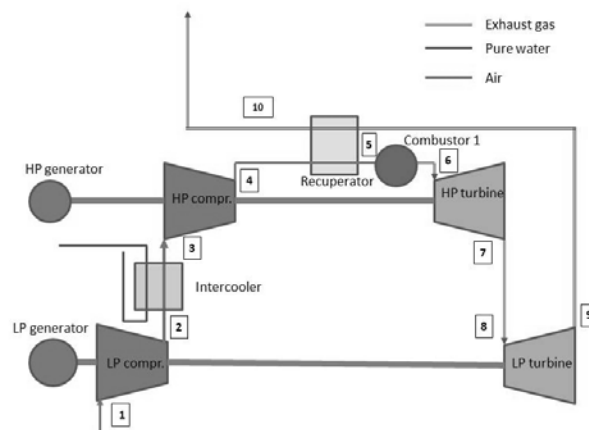 Exhaust gas
Pure water
Air
10
5
Combustor 1
6
4
Recuperator
HP generator
HP compr.
HP turbine
3
7
Intercooler
2
8
9
LP generator
LP compr.
LP turbine
1